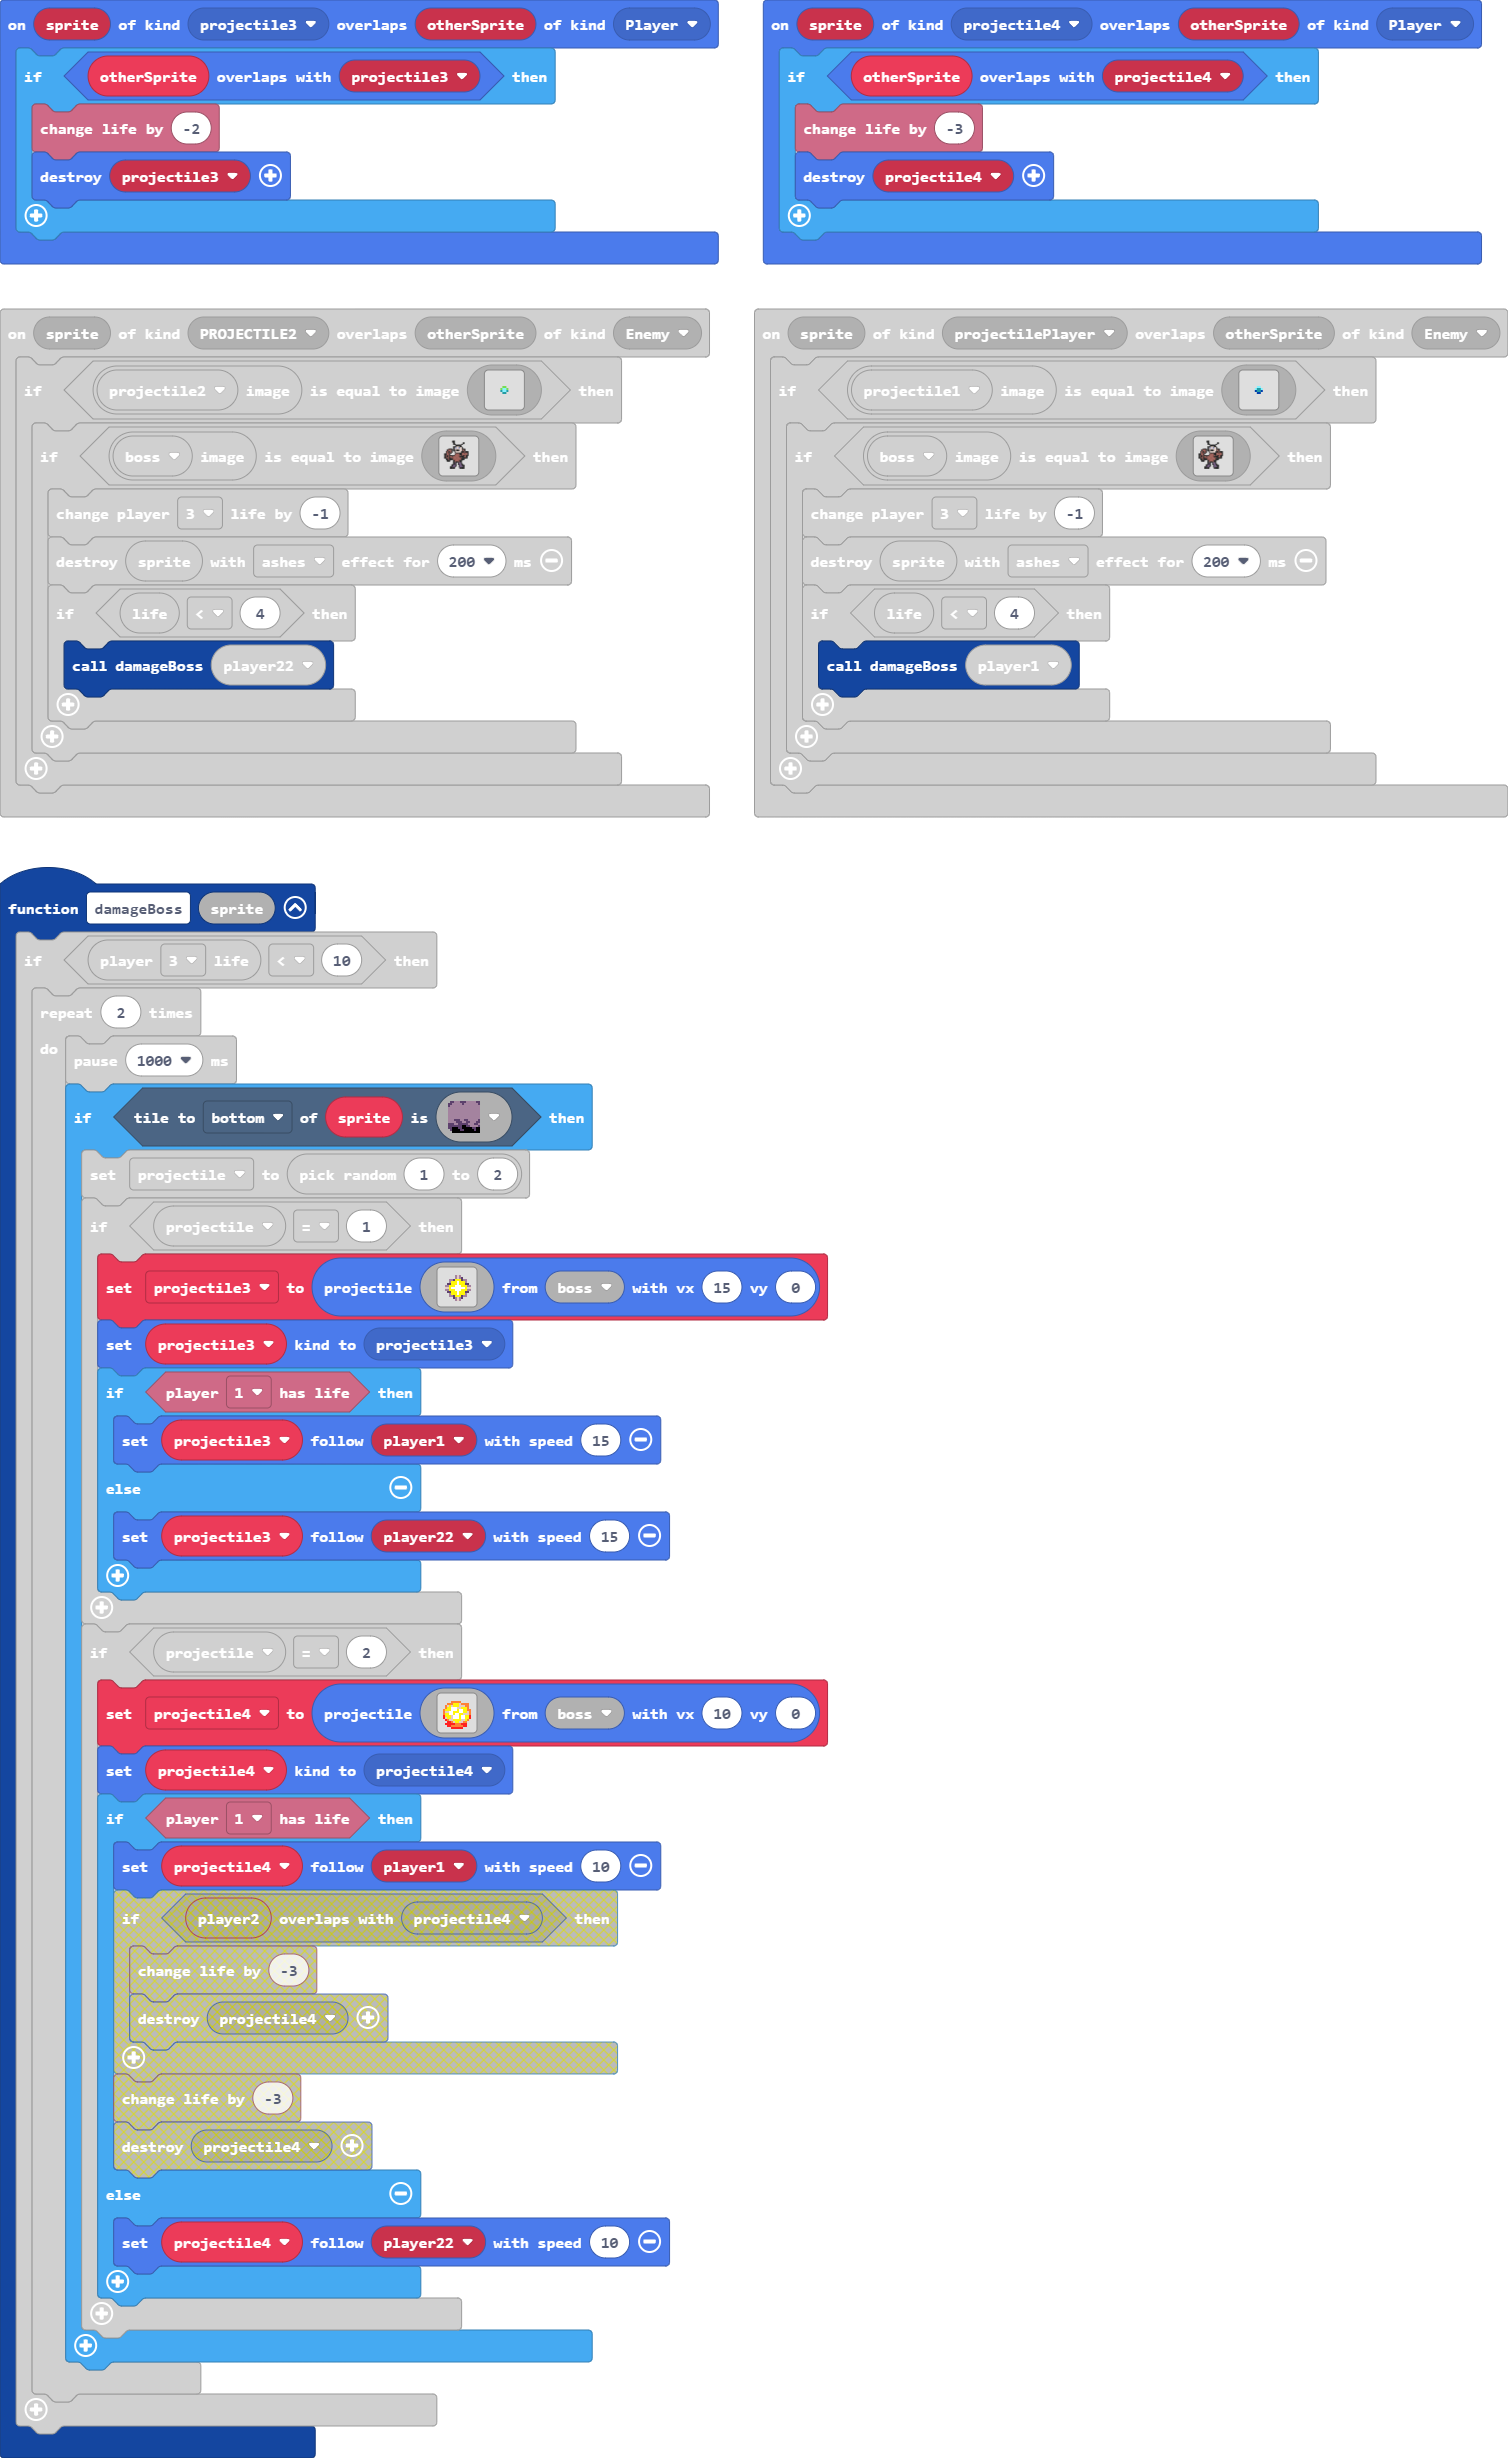 on sprite of kind projectile3 overlaps otherSprite of kind Player
if otherSprite overlaps with projectile3 then
change life by -2
destroy projectile3
on sprite of kind projectile4 overlaps otherSprite of kind Player
if otherSprite overlaps with projectile4 then
change life by -3
destroy projectile4
on sprite of kind PROJECTILE2 overlaps otherSprite of kind Enemy
if projectile2 image is equal to image then
if boss image is equal to image then
change player 3 life by -1
destroy sprite with ashes effect for 200 ms
if life < 4 then
call damageBoss player22
on sprite of kind projectilePlayer overlaps otherSprite of kind Enemy
if projectile1 image is equal to image then
if boss image is equal to image then
change player 3 life by -1
destroy sprite with ashes effect for 200 ms
if life < 4 then
call damageBoss player1
function damageBoss sprite
if player 3 life < 10 then
repeat 2 times
do pause 1000 ms
if tile to bottom of sprite is then
set projectile to pick random 1 to 2
if projectile = 1 then
set projectile3 to projectile from boss with vx 15 vy 0
set projectile3 kind to projectile3
if player 1 has life then
set projectile3 follow player1 with speed 15
else
set projectile3 follow player22 with speed 15
if projectile = 2 then
set projectile4 to projectile from boss with vx 10 vy 0
set projectile4 kind to projectile4
if player 1 has life then
set projectile4 follow player1 with speed 10
if player2 overlaps with projectile4 then
change life by -3
destroy projectile4
change life by -3
destroy projectile4
else
set projectile4 follow player22 with speed 10